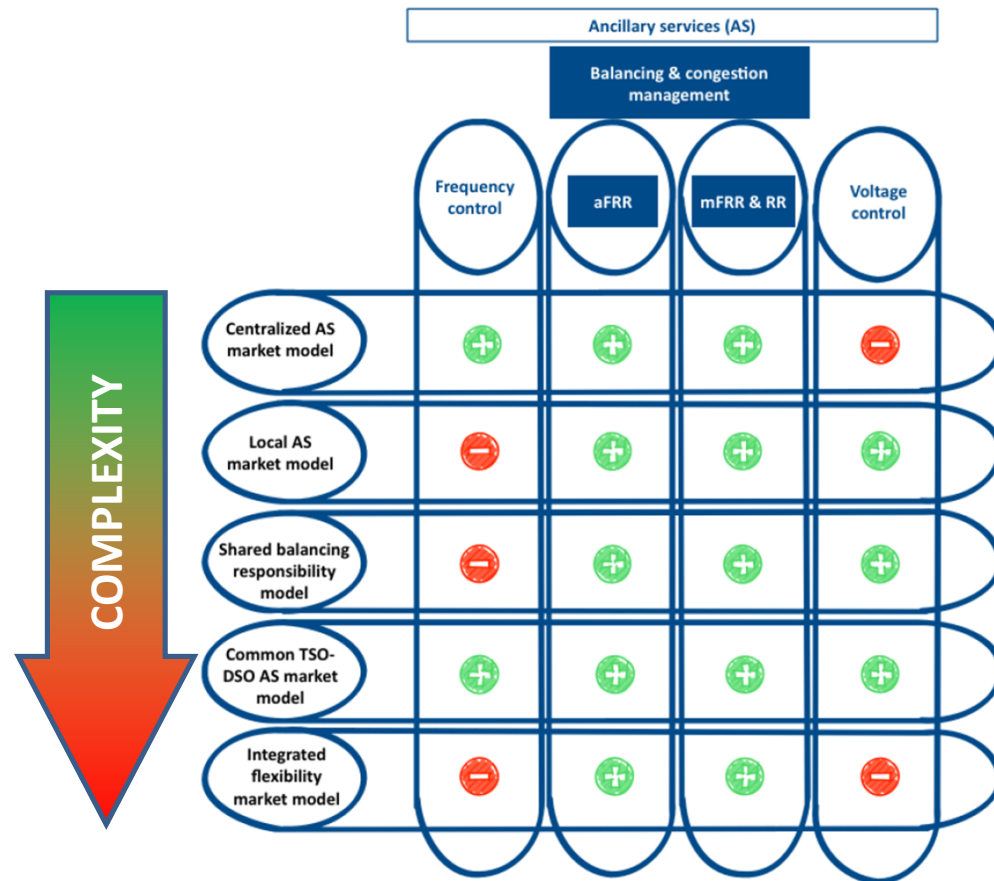 Ancillary services (AS)
Balancing & congestion
management
Frequency
control
aFRR
mFRR & RR
Voltage
control
COMPLEXITY
Centralized AS
market model
Local AS
market model
Shared balancing
responsibility
model
Common TSO-
DSO AS market
model
Integrated
flexibility
market model